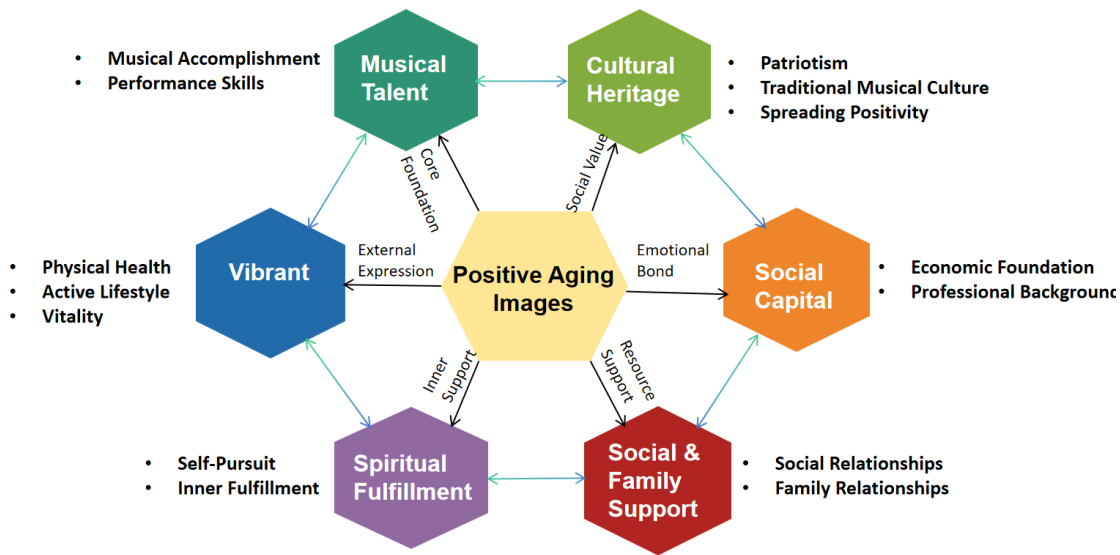 • Musical Accomplishment
• Performance Skills
Musical
Talent
Cultural
Heritage
• Patriotism
• Traditional Musical Culture
• Spreading Positivity
Core
Foundation
Social Value
• Physical Health
• Active Lifestyle
• Vitality
Vibrant
External
Expression
Positive Aging
Images
Emotional
Bond
Social
Capital
• Economic Foundation
• Professional Background
Inner
Support
Resource
Support
• Self-Pursuit
• Inner Fulfillment
Spiritual
Fulfillment
Social &
Family
Support
• Social Relationships
• Family Relationships